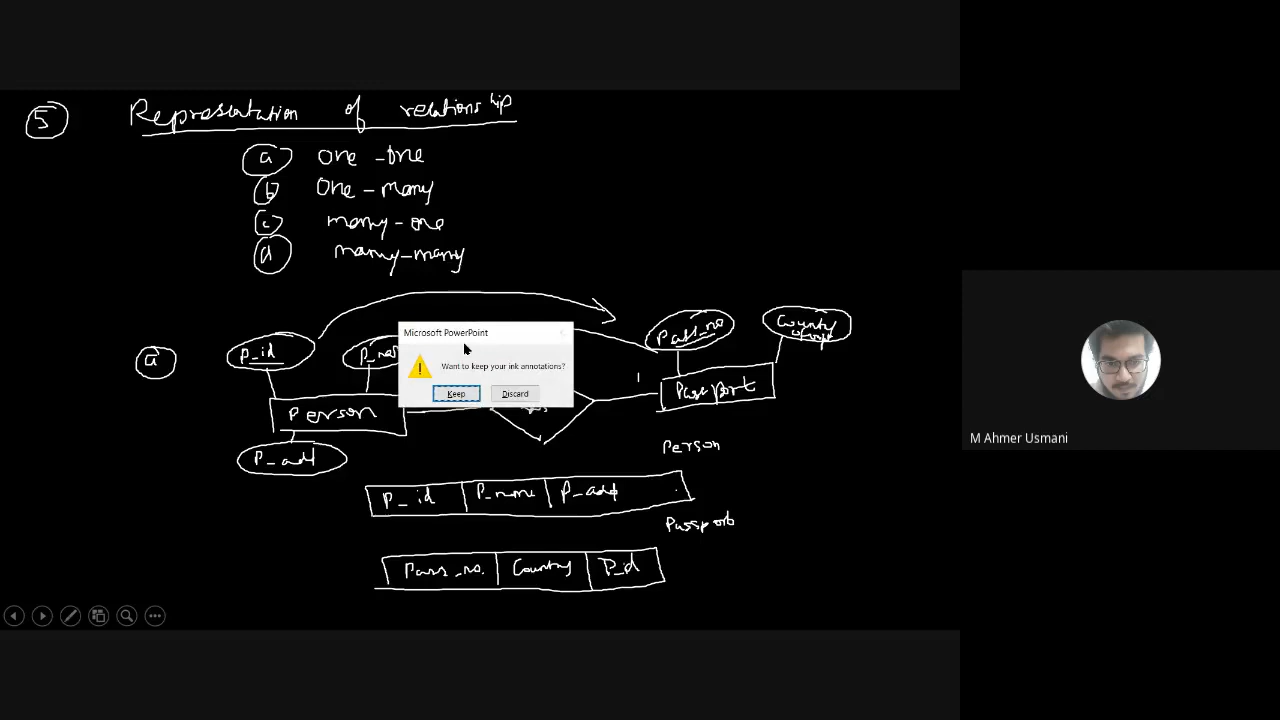 5 Representation of relationship
a one-one
b One-many
c many-one
d many-many
a P_id Pass_no Country
Microsoft PowerPoint
Want to keep your ink annotations?
Keep Discard
1
Person Passport
P_add
Person
P_id P_name P_add
Passport
Pass_no. Country P_id
M Ahmer Usmani